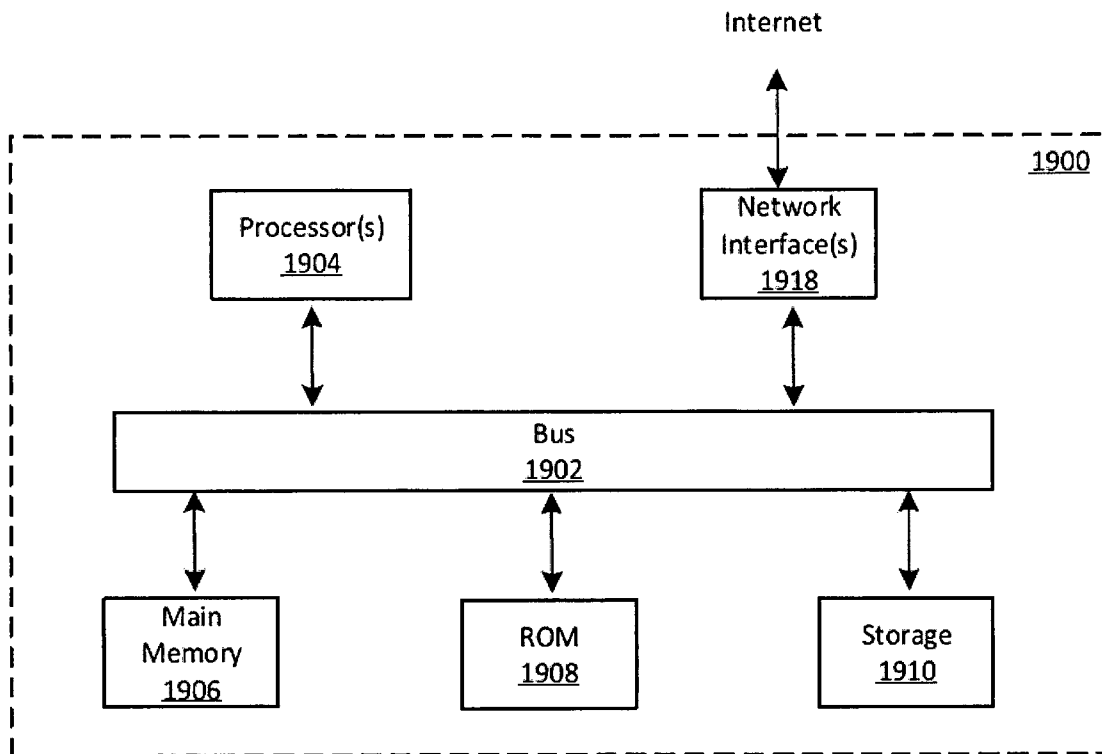 Internet
1900
Processor(s)
1904
Network
Interface(s)
1918
Bus
1902
Main
Memory
1906
ROM
1908
Storage
1910